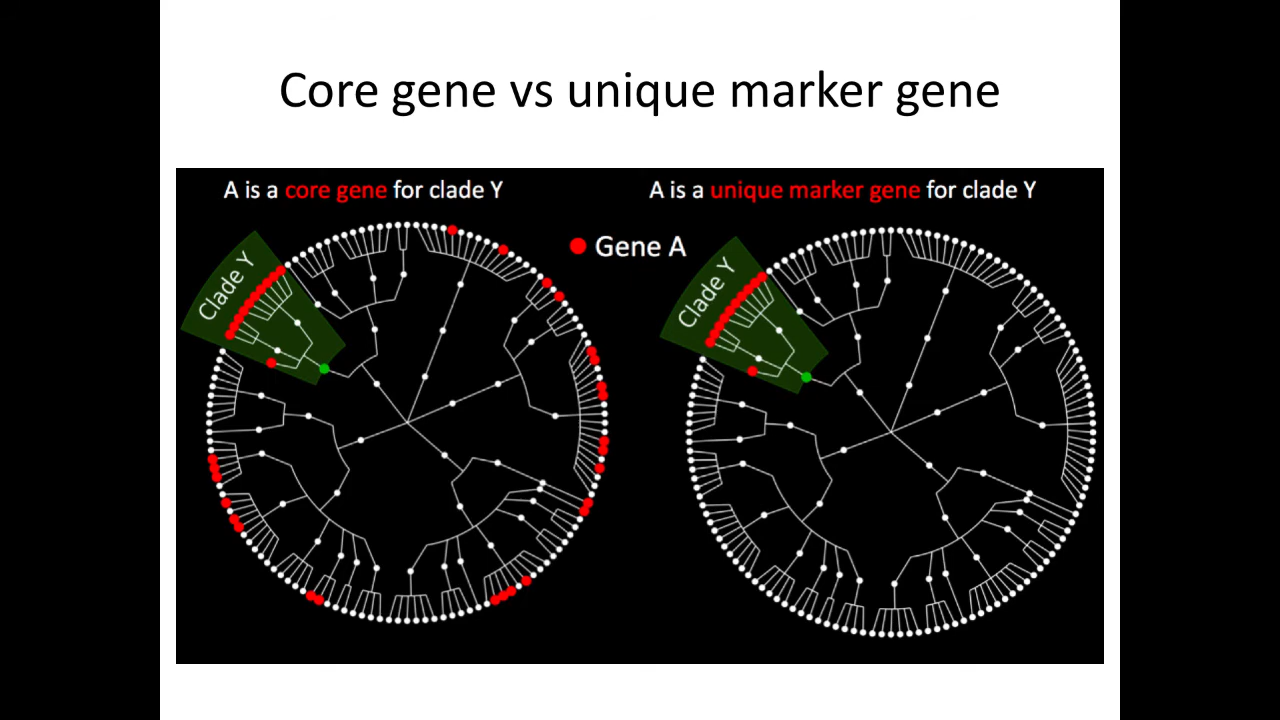 Core gene vs unique marker gene
A is a core gene for clade Y
A is a unique marker gene for clade Y
Gene A
Clade Y
Clade Y